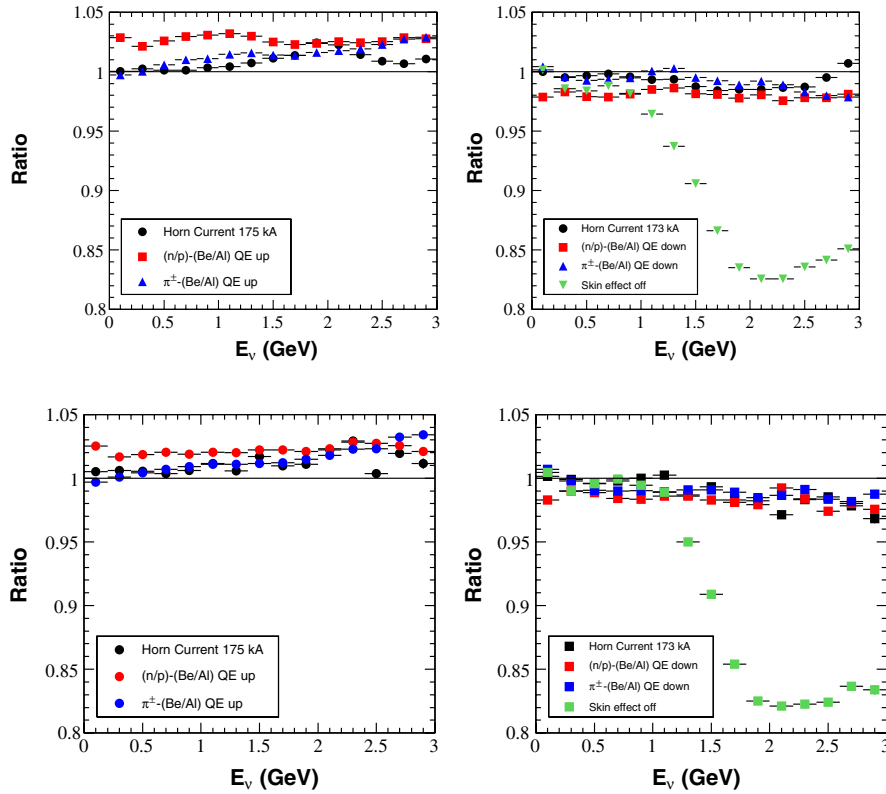 1.05
1
0.95
0.9
0.85
0.8
Ratio
Horn Current 175 kA
(n/p)-(Be/Al) QE up
π±-(Be/Al) QE up
0 0.5 1 1.5 2 2.5 3
Eν (GeV)
1.05
1
0.95
0.9
0.85
0.8
Ratio
Horn Current 173 kA
(n/p)-(Be/Al) QE down
π±-(Be/Al) QE down
Skin effect off
0 0.5 1 1.5 2 2.5 3
Eν (GeV)
1.05
1
0.95
0.9
0.85
0.8
Ratio
Horn Current 175 kA
(n/p)-(Be/Al) QE up
π±-(Be/Al) QE up
0 0.5 1 1.5 2 2.5 3
Eν (GeV)
1.05
1
0.95
0.9
0.85
0.8
Ratio
Horn Current 173 kA
(n/p)-(Be/Al) QE down
π±-(Be/Al) QE down
Skin effect off
0 0.5 1 1.5 2 2.5 3
Eν (GeV)